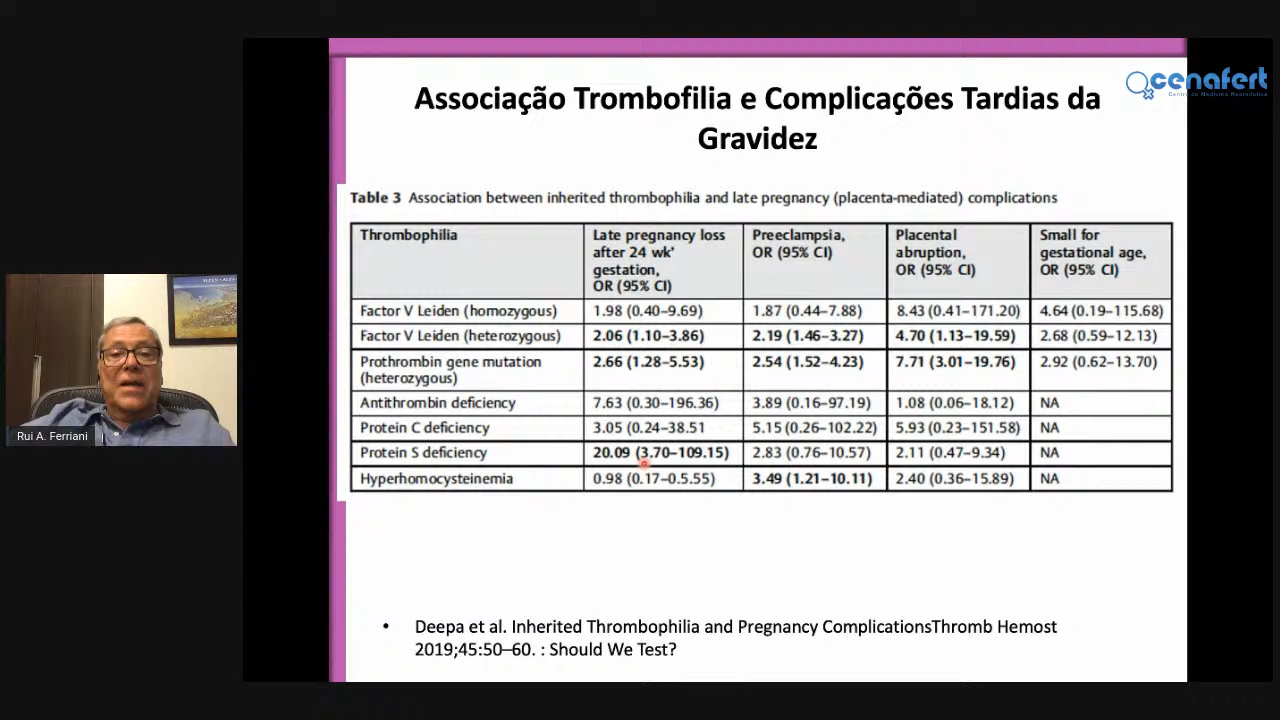 cenafert
Associação Trombofilia e Complicações Tardias da
Gravidez
Table 3 Association between inherited thrombophilia and late pregnancy (placenta-mediated) complications
Thrombophilia
Late pregnancy loss
after 24 wk'
gestation,
OR (95% CI)
Preeclampsia,
OR (95% CI)
Placental
abruption,
OR (95% CI)
Small for
gestational age,
OR (95% CI)
Factor V Leiden (homozygous) 1.98 (0.40–9.69) 1.87 (0.44–7.88) 8.43 (0.41–171.20) 4.64 (0.19–115.68)
Factor V Leiden (heterozygous) 2.06 (1.10–3.86) 2.19 (1.46–3.27) 4.70 (1.13–19.59) 2.68 (0.59–12.13)
Prothrombin gene mutation
(heterozygous)
2.66 (1.28–5.53) 2.54 (1.52–4.23) 7.71 (3.01–19.76) 2.92 (0.62–13.70)
Antithrombin deficiency 7.63 (0.30–196.36) 3.89 (0.16–97.19) 1.08 (0.06–18.12) NA
Protein C deficiency 3.05 (0.24–38.51 5.15 (0.26–102.22) 5.93 (0.23–151.58) NA
Protein S deficiency 20.09 (3.70–109.15) 2.83 (0.76–10.57) 2.11 (0.47–9.34) NA
Hyperhomocysteinemia 0.98 (0.17–0.5.55) 3.49 (1.21–10.11) 2.40 (0.36–15.89) NA
Rui A. Ferriani
• Deepa et al. Inherited Thrombophilia and Pregnancy ComplicationsThromb Hemost
2019;45:50–60. : Should We Test?